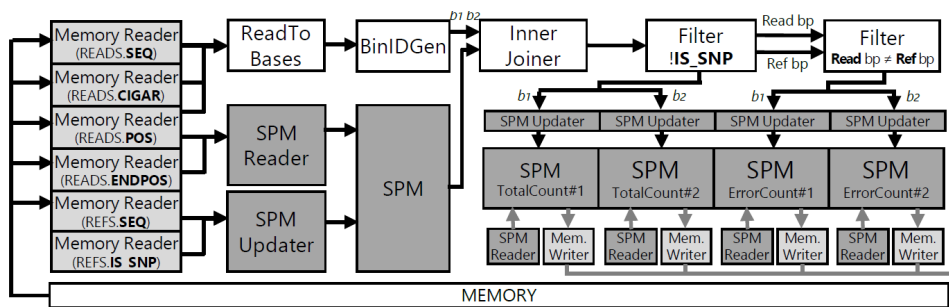 Memory Reader
(READS.SEQ)
Memory Reader
(READS.CIGAR)
Memory Reader
(READS.POS)
Memory Reader
(READS.ENDPOS)
Memory Reader
(REFS.SEQ)
Memory Reader
(REFS.IS_SNP)
ReadTo
Bases
BinIDGen
b1 b2
Inner
Joiner
Filter
!IS_SNP
Read bp
Ref bp
Filter
Read bp ≠ Ref bp
SPM
Reader
SPM
Updater
SPM
b1
b2
b1
b2
SPM Updater
SPM Updater
SPM Updater
SPM Updater
SPM
TotalCount#1
SPM
TotalCount#2
SPM
ErrorCount#1
SPM
ErrorCount#2
SPM
Reader
Mem.
Writer
SPM
Reader
Mem.
Writer
SPM
Reader
Mem.
Writer
SPM
Reader
Mem.
Writer
MEMORY